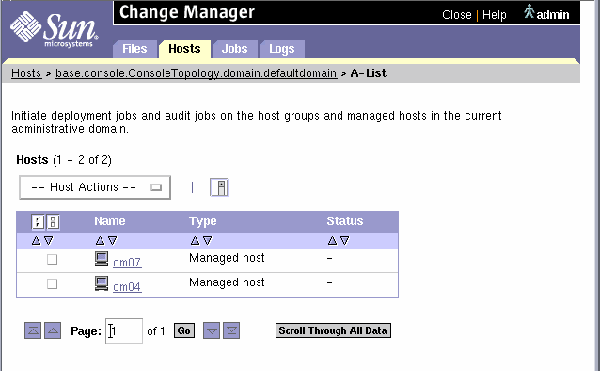 Sun microsystems
Change Manager
Close | Help admin
Files Hosts Jobs Logs
Hosts > base.console.ConsoleTopology.domain.defaultdomain > A-List
Initiate deployment jobs and audit jobs on the host groups and managed hosts in the current
administrative domain.
Hosts (1 - 2 of 2)
-- Host Actions --
Name Type Status
cm07 Managed host -
cm04 Managed host -
Page: 1 of 1 Go Scroll Through All Data